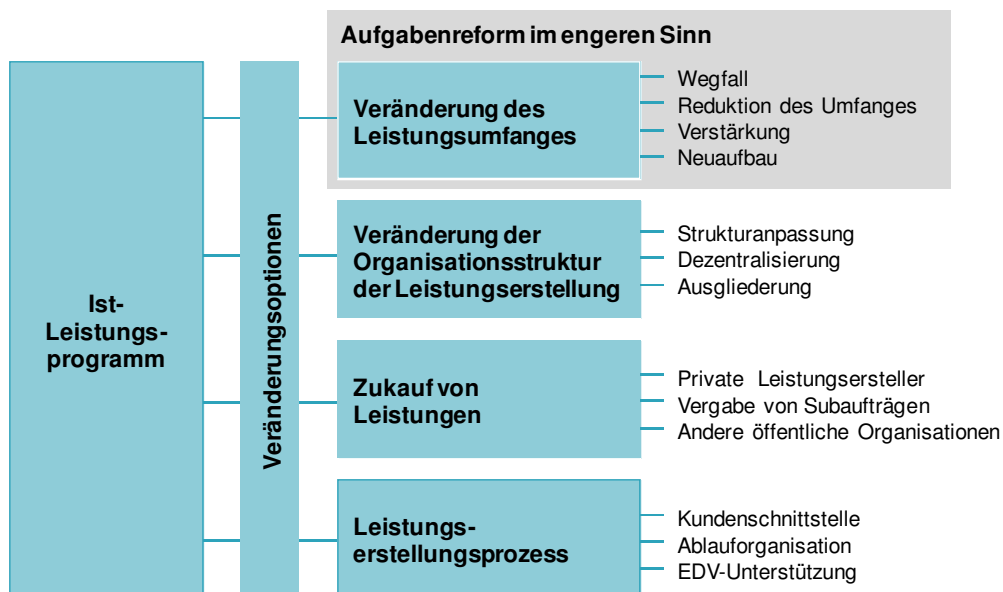 Aufgabenreform im engeren Sinn
Ist-
Leistungs-
programm
Veränderungsoptionen
Veränderung des
Leistungsumfanges
Wegfall
Reduktion des Umfanges
Verstärkung
Neuaufbau
Veränderung der
Organisationsstruktur
der Leistungserstellung
Strukturanpassung
Dezentralisierung
Ausgliederung
Zukauf von
Leistungen
Private Leistungsersteller
Vergabe von Subaufträgen
Andere öffentliche Organisationen
Leistungs-
erstellungsprozess
Kundenschnittstelle
Ablauforganisation
EDV-Unterstützung